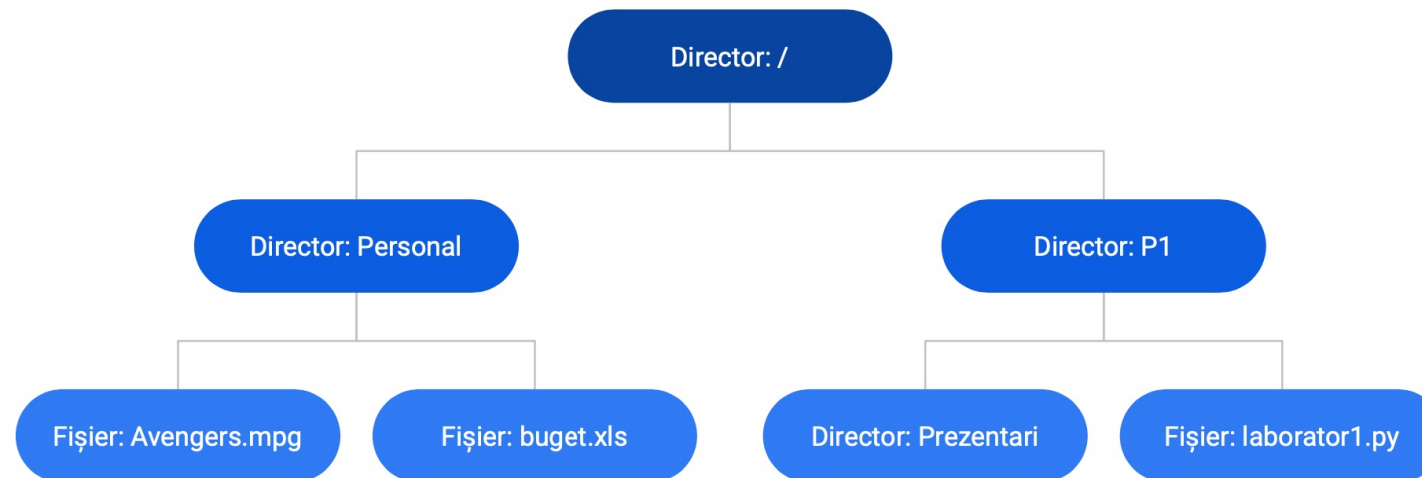 Director: /
Director: Personal
Director: P1
Fișier: Avengers.mpg
Fișier: buget.xls
Director: Prezentari
Fișier: laborator1.py